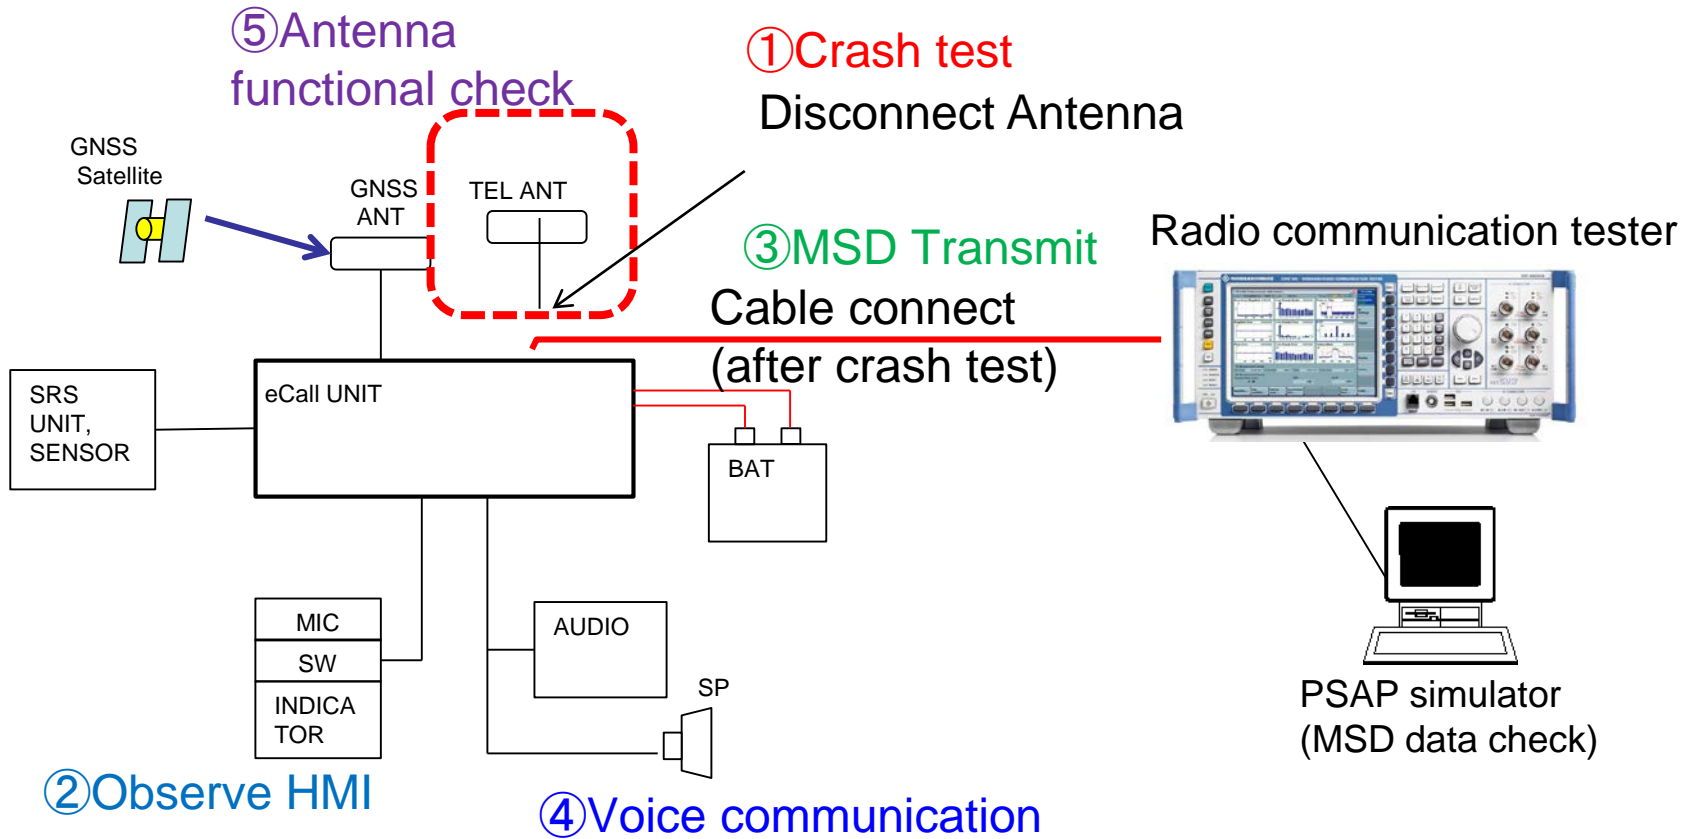 ⑤Antenna
functional check
①Crash test
Disconnect Antenna
GNSS
Satellite
GNSS
ANT
TEL ANT
③MSD Transmit
Cable connect
(after crash test)
Radio communication tester
SRS
UNIT,
SENSOR
eCall UNIT
BAT
MIC
SW
INDICA
TOR
AUDIO
SP
PSAP simulator
(MSD data check)
②Observe HMI
④Voice communication